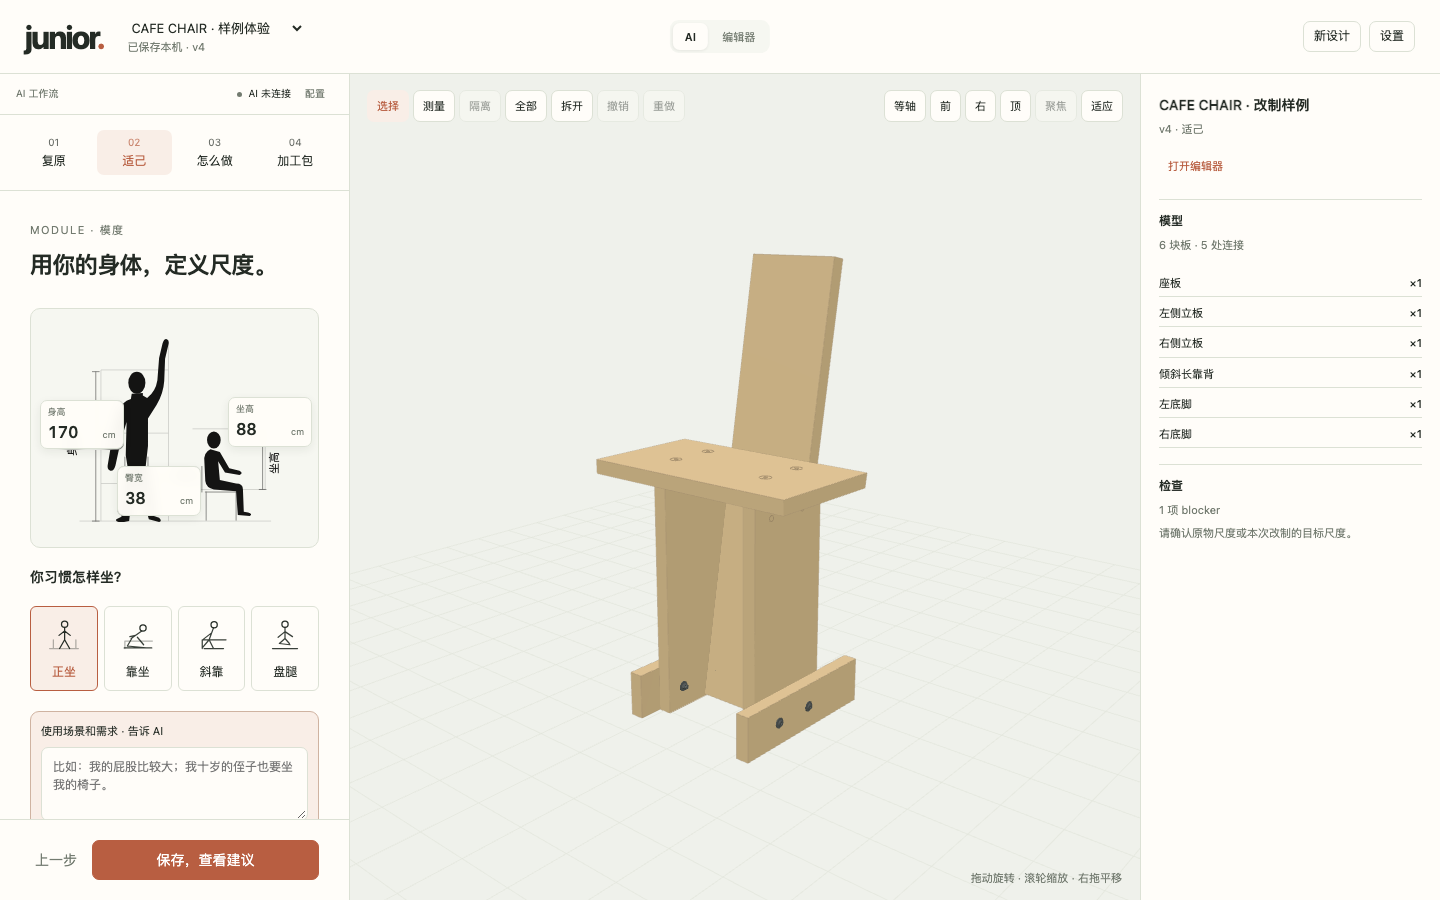 junior.
CAFE CHAIR · 样例体验
已保存本机 · v4
AI
编辑器
新设计
设置
AI 工作流
AI 未连接
配置
01
复原
02
适己
03
怎么做
04
加工包
MODULE · 模度
用你的身体，定义尺度。
身高
170
cm
坐高
88
cm
坐高
臀宽
38
cm
你习惯怎样坐？
正坐
靠坐
斜靠
盘腿
使用场景和需求 · 告诉 AI
比如：我的屁股比较大；我十岁的侄子也要坐
我的椅子。
上一步
保存，查看建议
选择
测量
隔离
全部
拆开
撤销
重做
等轴
前
右
顶
聚焦
适应
拖动旋转 · 滚轮缩放 · 右拖平移
CAFE CHAIR · 改制样例
v4 · 适己
打开编辑器
模型
6 块板 · 5 处连接
座板
×1
左侧立板
×1
右侧立板
×1
倾斜长靠背
×1
左底脚
×1
右底脚
×1
检查
1 项 blocker
请确认原物尺度或本次改制的目标尺度。